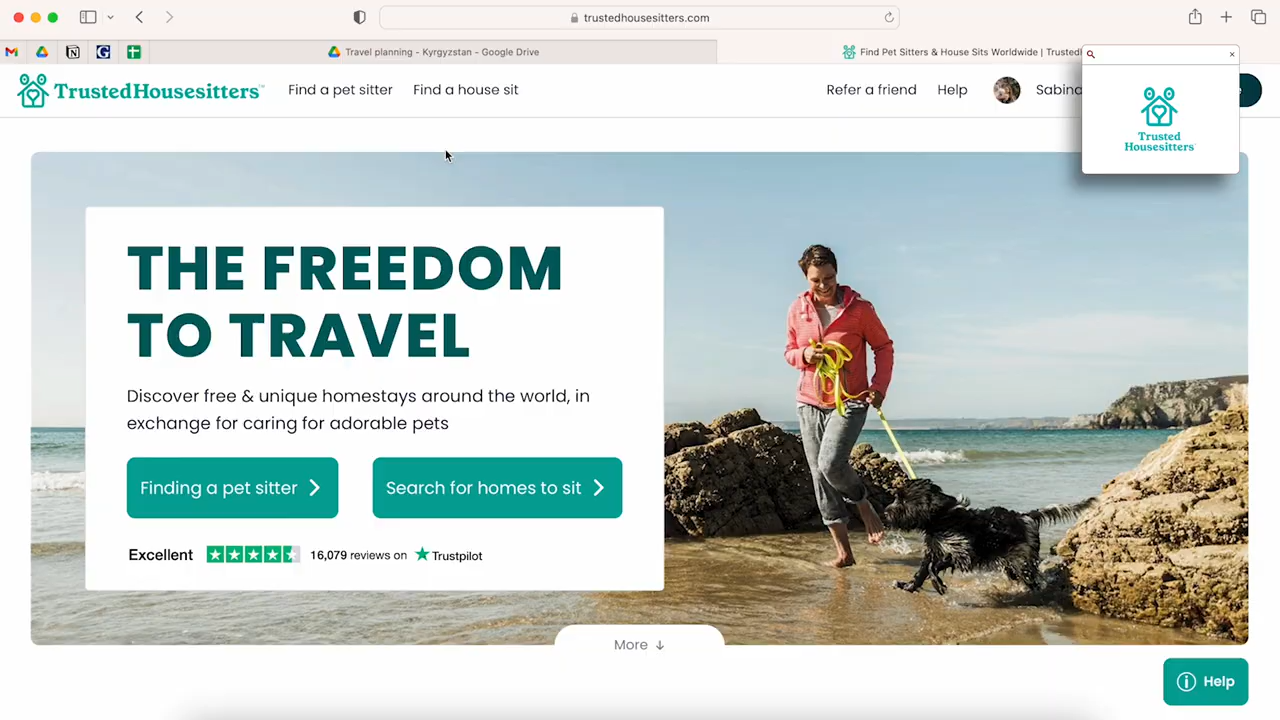 trustedhousesitters.com
Travel planning - Kyrgyzstan - Google Drive
Find Pet Sitters & House Sits Worldwide |
TrustedHousesitters™
Find a pet sitter
Find a house sit
Refer a friend
Help
Trusted
Housesitters
THE FREEDOM
TO TRAVEL
Discover free & unique homestays around the world, in
exchange for caring for adorable pets
Finding a pet sitter
Search for homes to sit
Excellent
16,079 reviews on
Trustpilot
More
Help